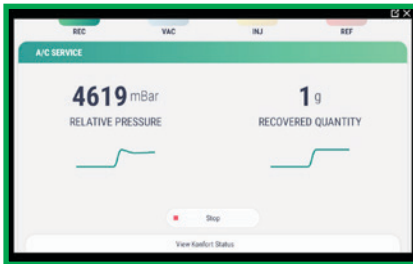 REC VAC INJ REF
A/C SERVICE
4619 mBar 1 g
RELATIVE PRESSURE RECOVERED QUANTITY
Stop
View Konfort Status